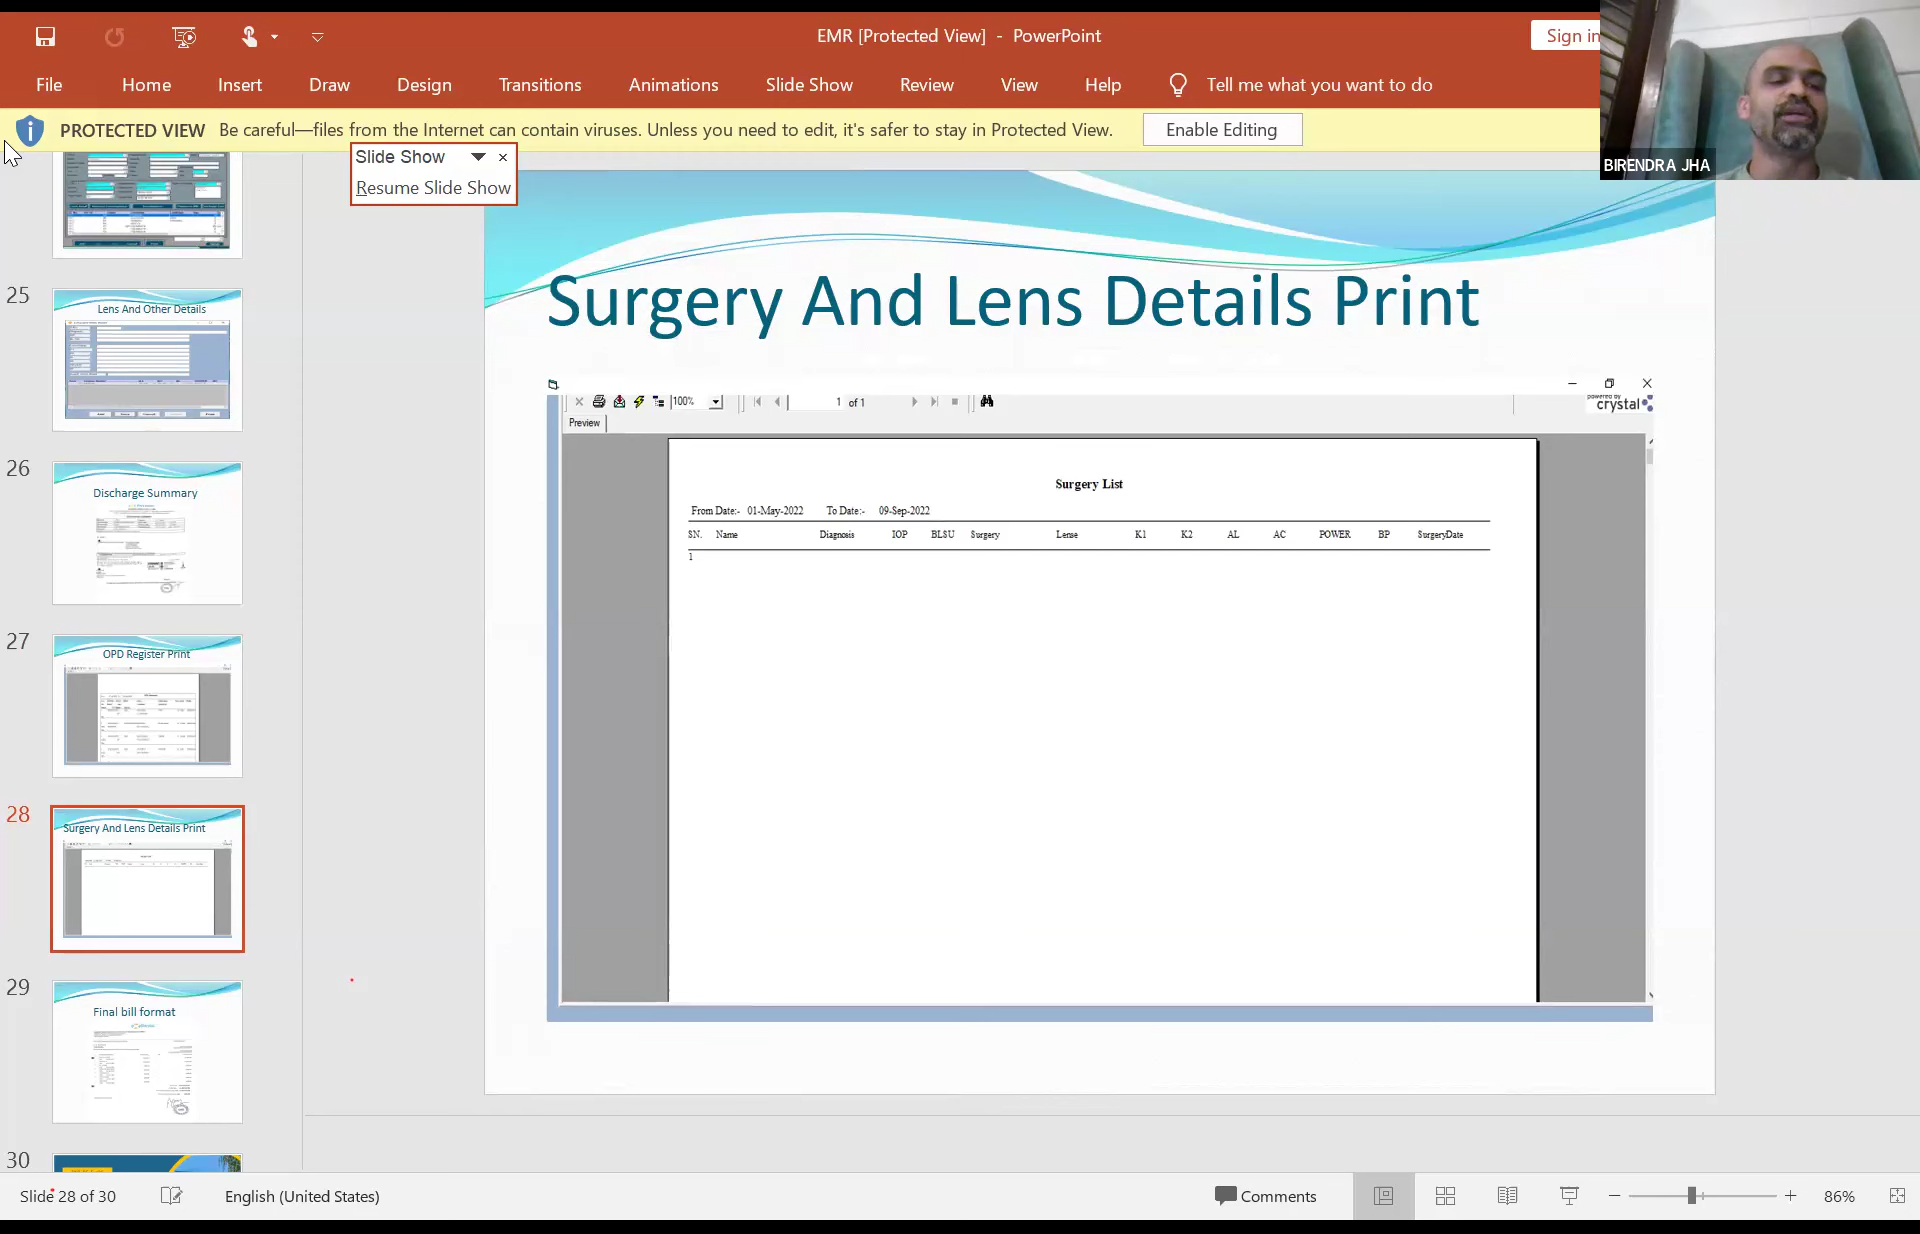 EMR [Protected View] - PowerPoint
Sign in
File Home Insert Draw Design Transitions Animations Slide Show Review View Help Tell me what you want to do
PROTECTED VIEW Be careful—files from the Internet can contain viruses. Unless you need to edit, it's safer to stay in Protected View. Enable Editing
BIRENDRA JHA
Slide Show
Resume Slide Show
25
Lens And Other Details
26
Discharge Summary
27
OPD Register Print
28
Surgery And Lens Details Print
29
Final bill format
30
Surgery And Lens Details Print
100% 1 of 1
powered by
crystal
Preview
Surgery List
From Date:- 01-May-2022 To Date:- 09-Sep-2022
SN. Name Diagnosis IOP BLSU Surgery Lense K1 K2 AL AC POWER BP SurgeryDate
1
Slide 28 of 30 English (United States) Comments 86%